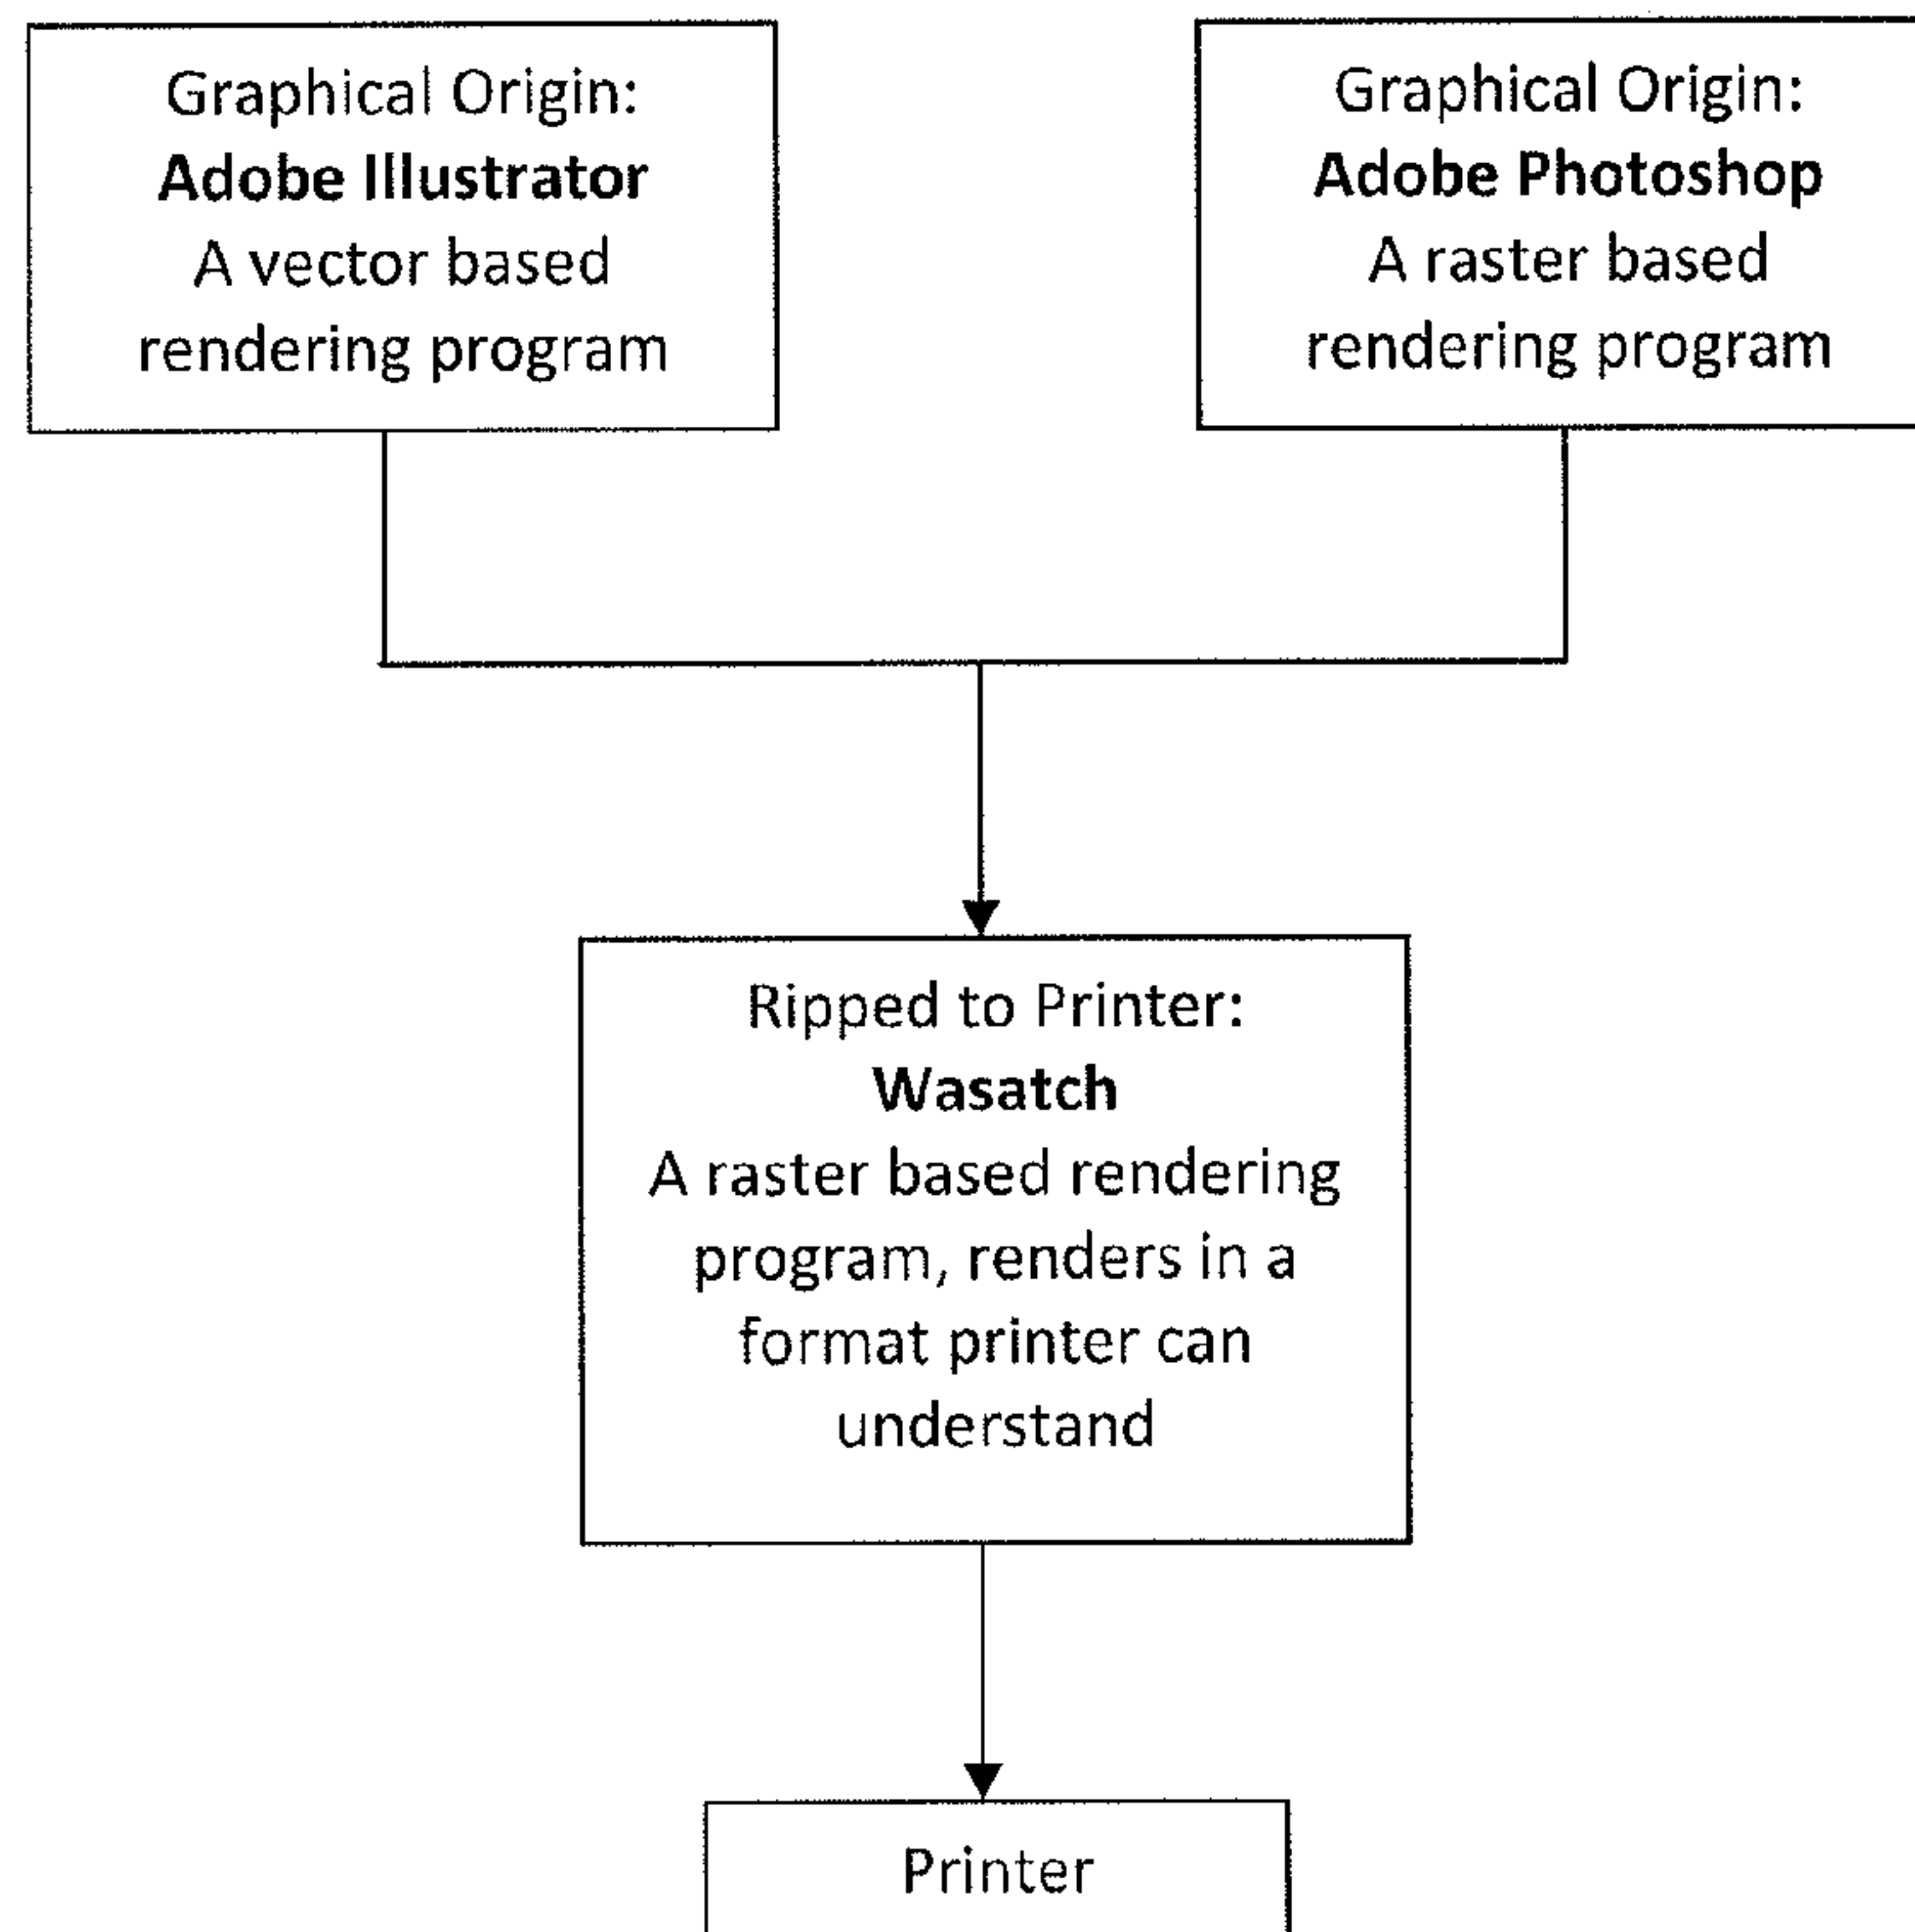 Graphical Origin:
Adobe Illustrator
A vector based
rendering program
Graphical Origin:
Adobe Photoshop
A raster based
rendering program
Ripped to Printer:
Wasatch
A raster based rendering
program, renders in a
format printer can
understand
Printer